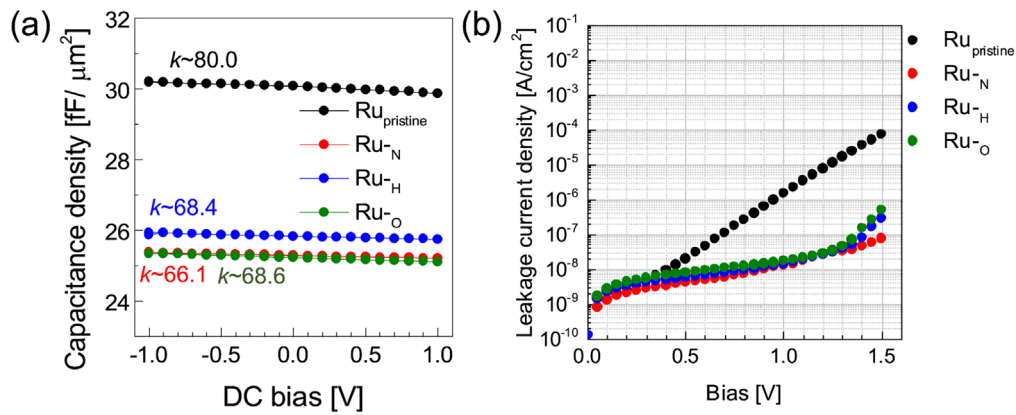 (a)
Capacitance density [fF/ μm²]
32
30
28
26
24
k~80.0
Ru_pristine
Ru-_N
Ru-_H
Ru-_O
k~68.4
k~66.1 k~68.6
-1.0 -0.5 0.0 0.5 1.0
DC bias [V]
(b)
Leakage current density [A/cm²]
10⁻¹
10⁻²
10⁻³
10⁻⁴
10⁻⁵
10⁻⁶
10⁻⁷
10⁻⁸
10⁻⁹
10⁻¹⁰
0.0 0.5 1.0 1.5
Bias [V]
Ru_pristine
Ru-_N
Ru-_H
Ru-_O